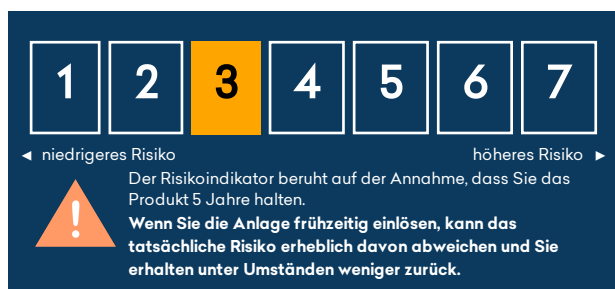 1 2 3 4 5 6 7
◄ niedrigeres Risiko höheres Risiko ►
Der Risikoindikator beruht auf der Annahme, dass Sie das
Produkt 5 Jahre halten.
Wenn Sie die Anlage frühzeitig einlösen, kann das
tatsächliche Risiko erheblich davon abweichen und Sie
erhalten unter Umständen weniger zurück.